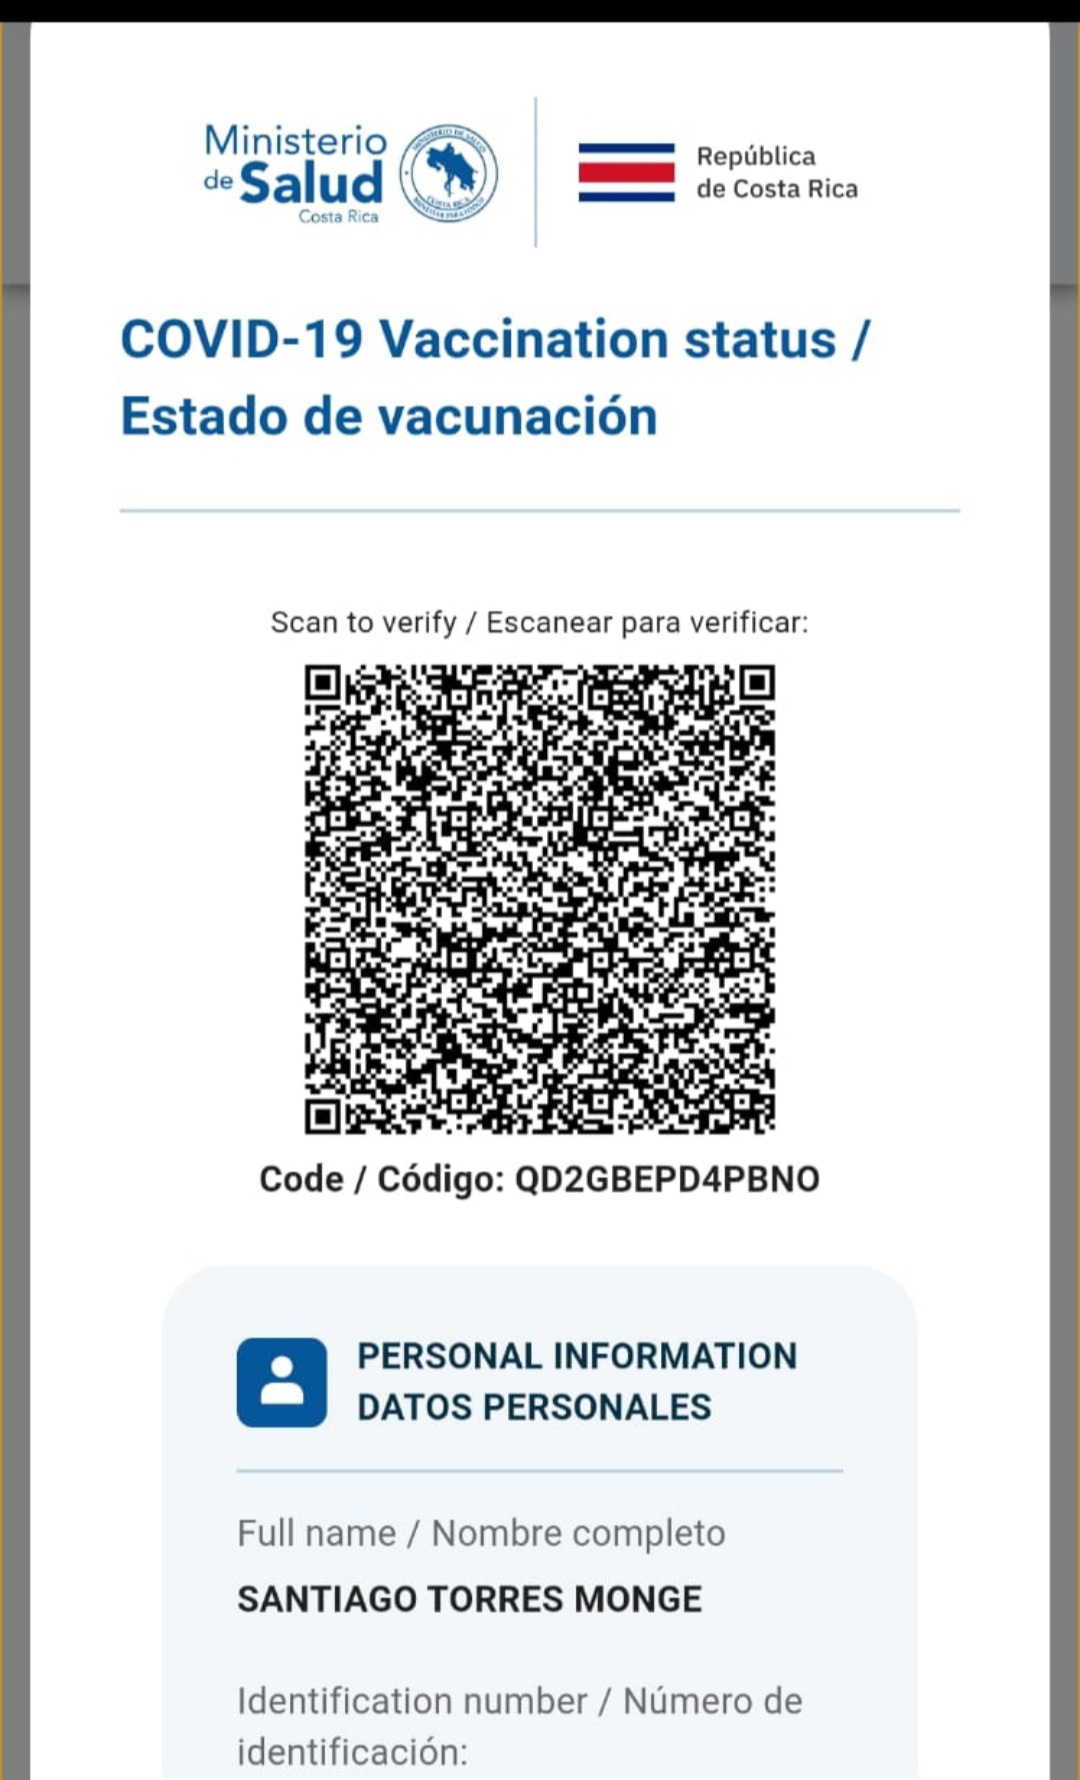 Ministerio
de Salud
Costa Rica
República
de Costa Rica
COVID-19 Vaccination status /
Estado de vacunación
Scan to verify / Escanear para verificar:
Code / Código: QD2GBEPD4PBNO
PERSONAL INFORMATION
DATOS PERSONALES
Full name / Nombre completo
SANTIAGO TORRES MONGE
Identification number / Número de
identificación: